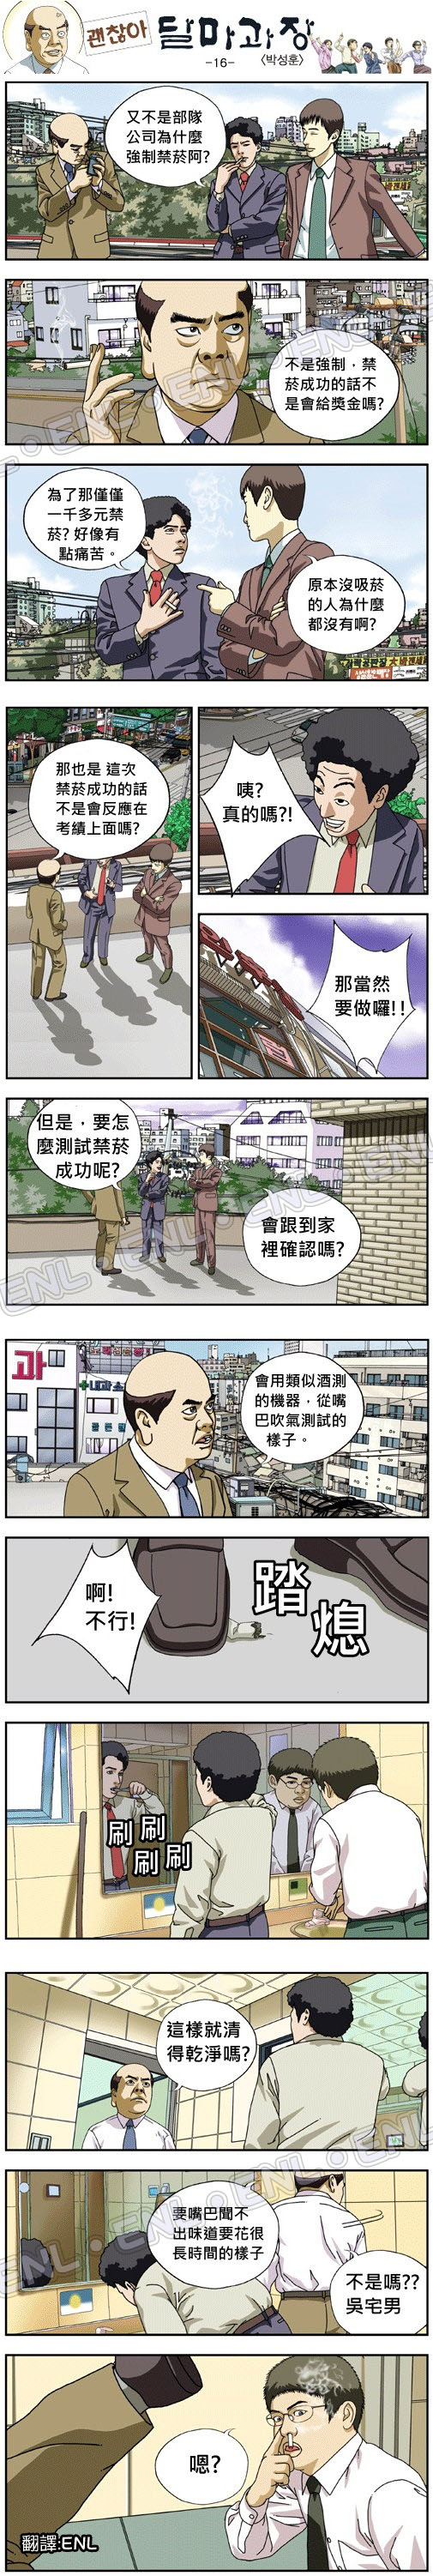 괜찮아
달마과장
-16-
<박성훈>
又不是部隊
公司為什麼
強制禁菸阿?
不是強制，禁
菸成功的話不
是會給獎金嗎?
為了那僅僅
一千多元禁
菸?好像有
點痛苦。
原本沒吸菸
的人為什麼
都沒有啊?
那也是 這次
禁菸成功的話
不是會反應在
考績上面嗎?
咦?
真的嗎?!
那當然
要做囉!!
但是，要怎
麼測試禁菸
成功呢?
會跟到家
裡確認嗎?
과
내과
會用類似酒測
的機器，從嘴
巴吹氣測試的
樣子。
啊!
不行!
踏
熄
刷刷
刷刷
這樣就清
得乾淨嗎?
要嘴巴聞不
出味道要花很
長時間的樣子
不是嗎??
吳宅男
嗯?
翻譯:ENL